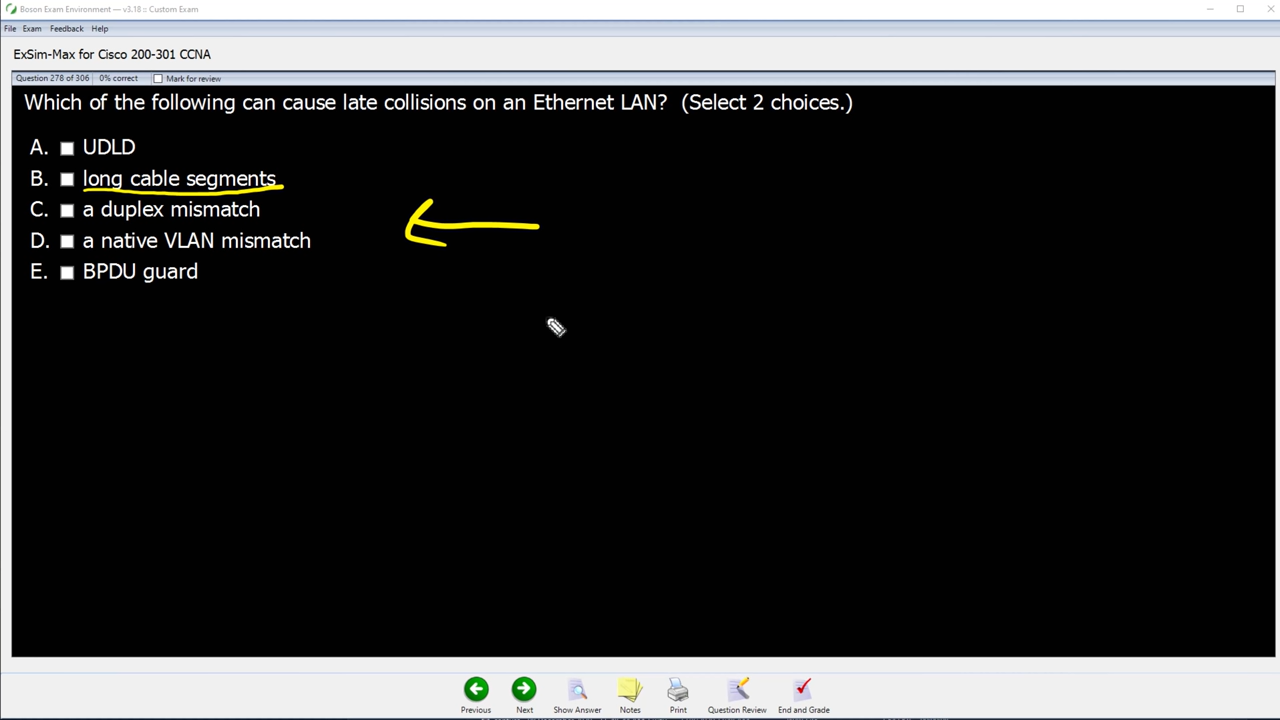 Boson Exam Environment — v3.18 :: Custom Exam
File Exam Feedback Help
ExSim-Max for Cisco 200-301 CCNA
Question 278 of 306 0% correct Mark for review
Which of the following can cause late collisions on an Ethernet LAN? (Select 2 choices.)
A. UDLD
B. long cable segments
C. a duplex mismatch
D. a native VLAN mismatch
E. BPDU guard
Previous Next Show Answer Notes Print Question Review End and Grade